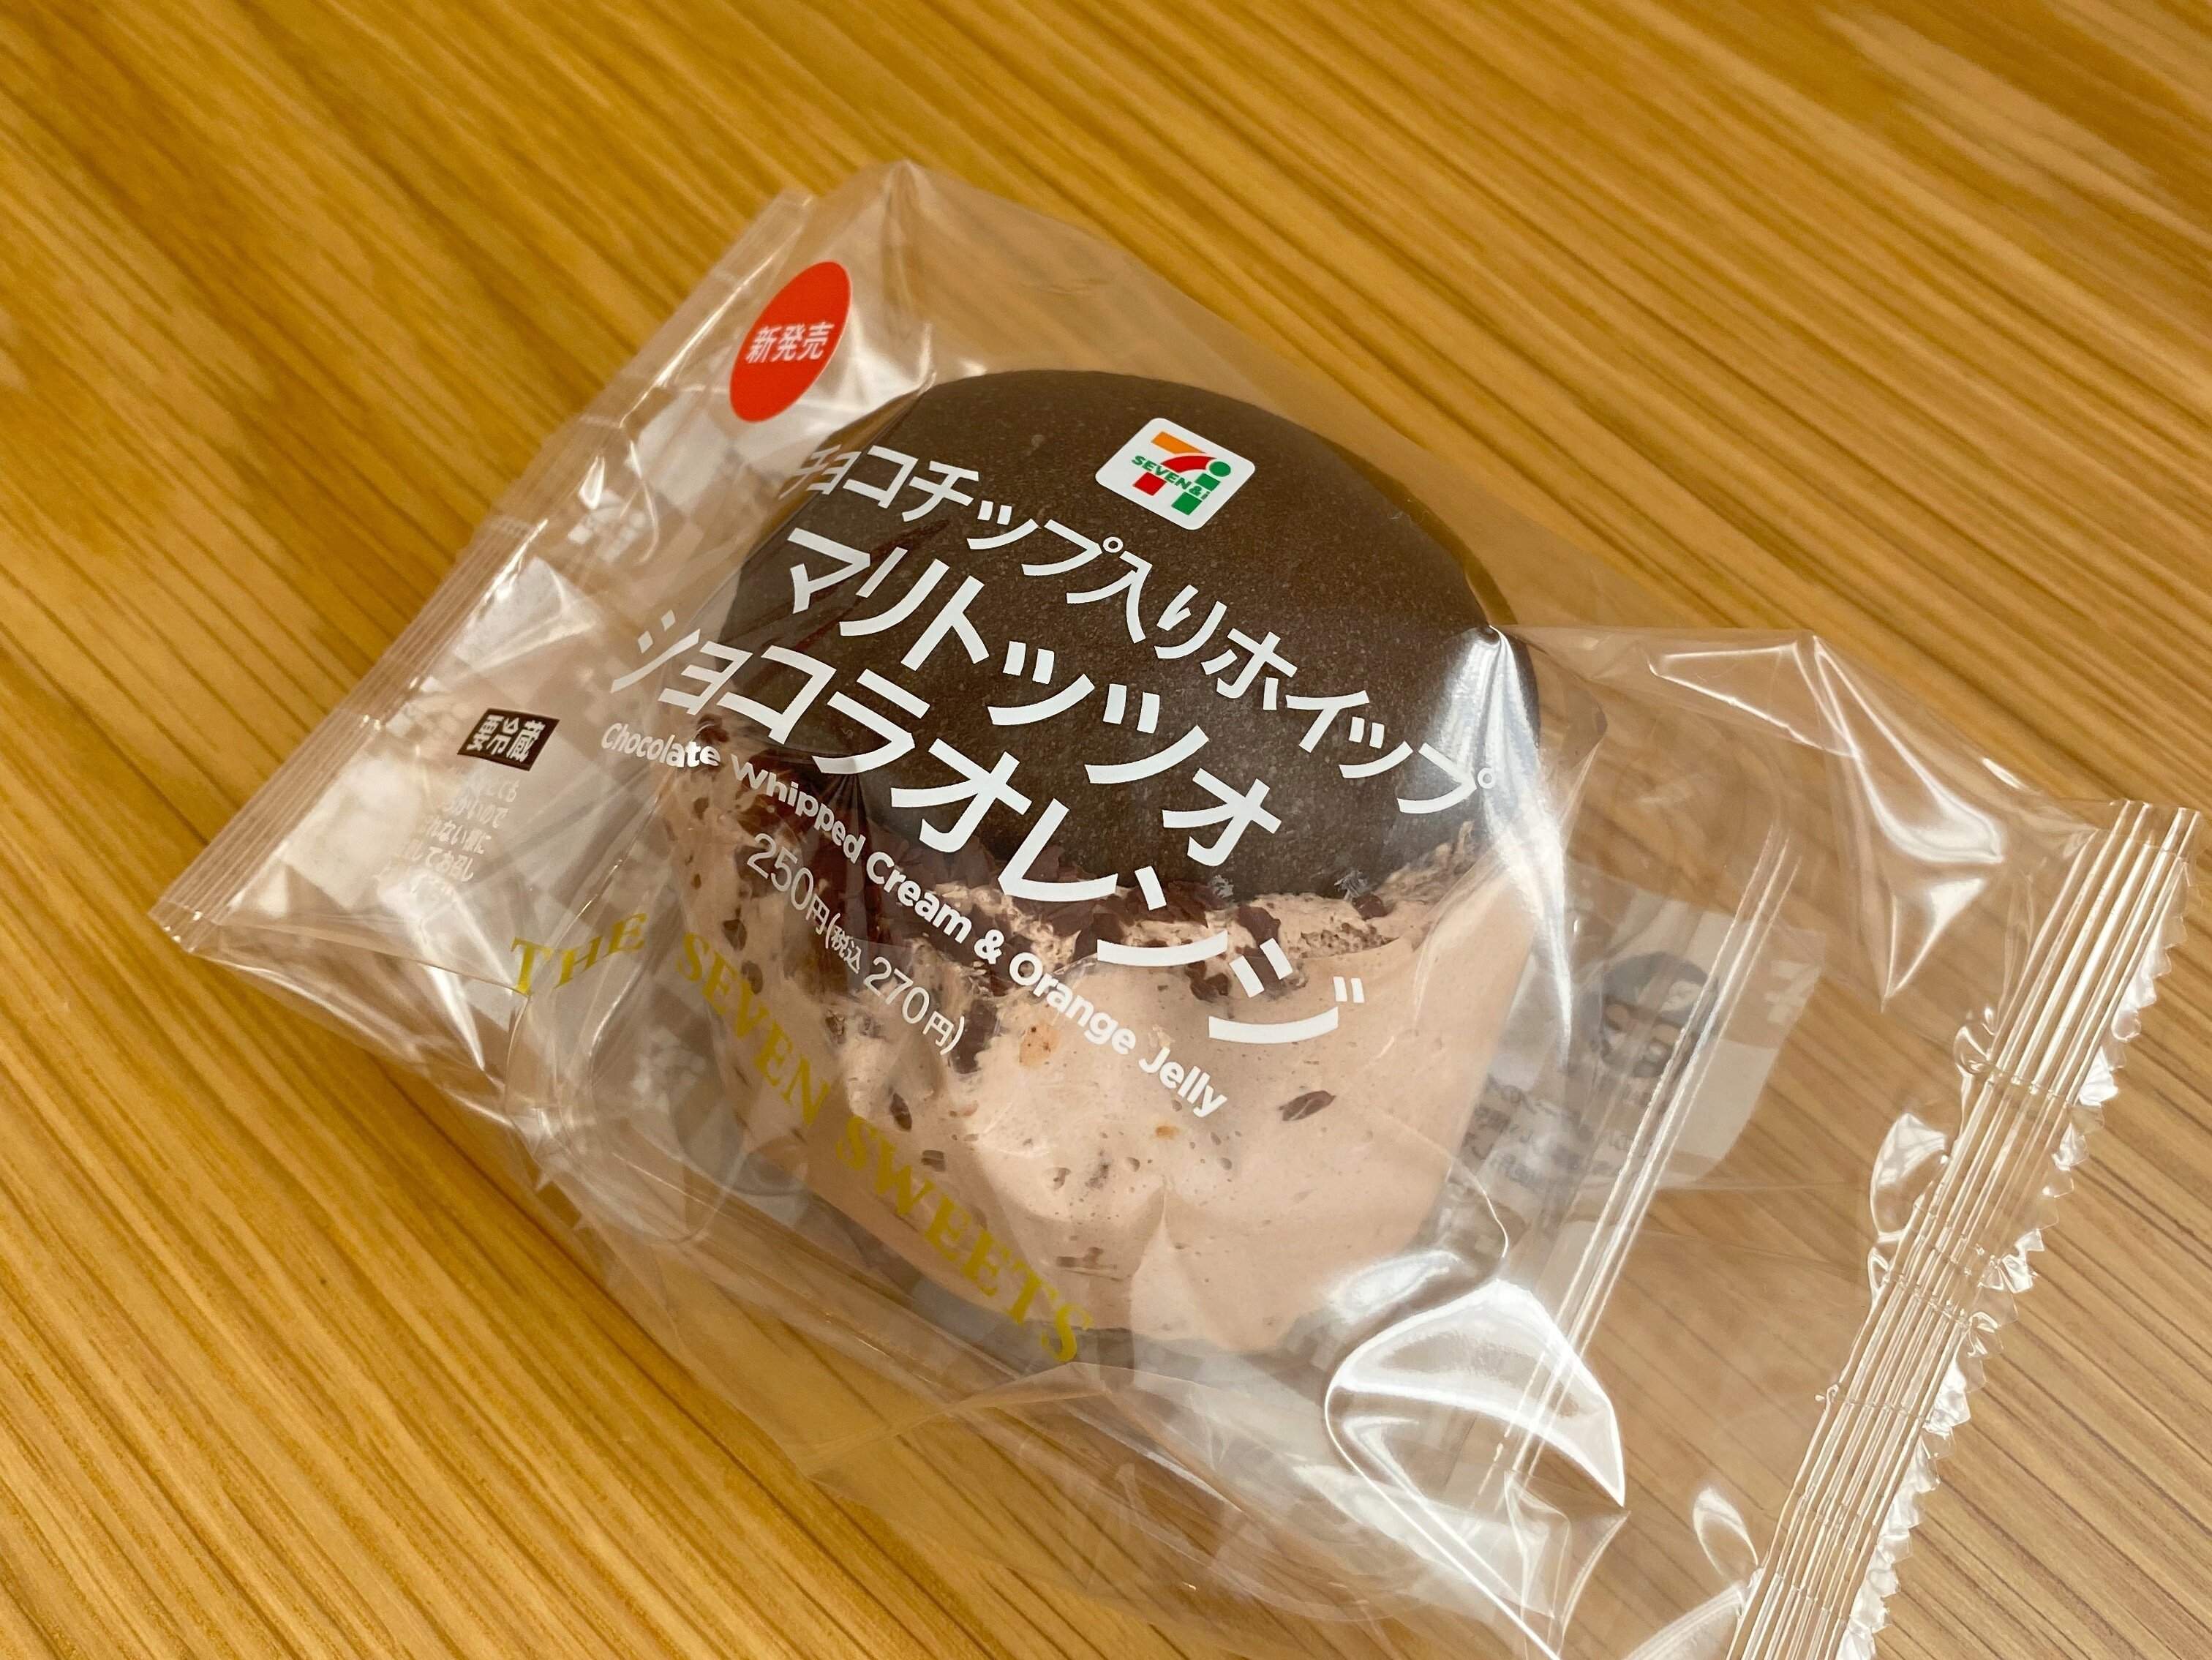 新発売
SEVEN&i
チョコチップ入りホイップ
マリトッツォ
ショコラオレンジ
Chocolate Whipped Cream & Orange Jelly
250円(税込 270円)
要冷蔵
THE SEVEN SWEETS